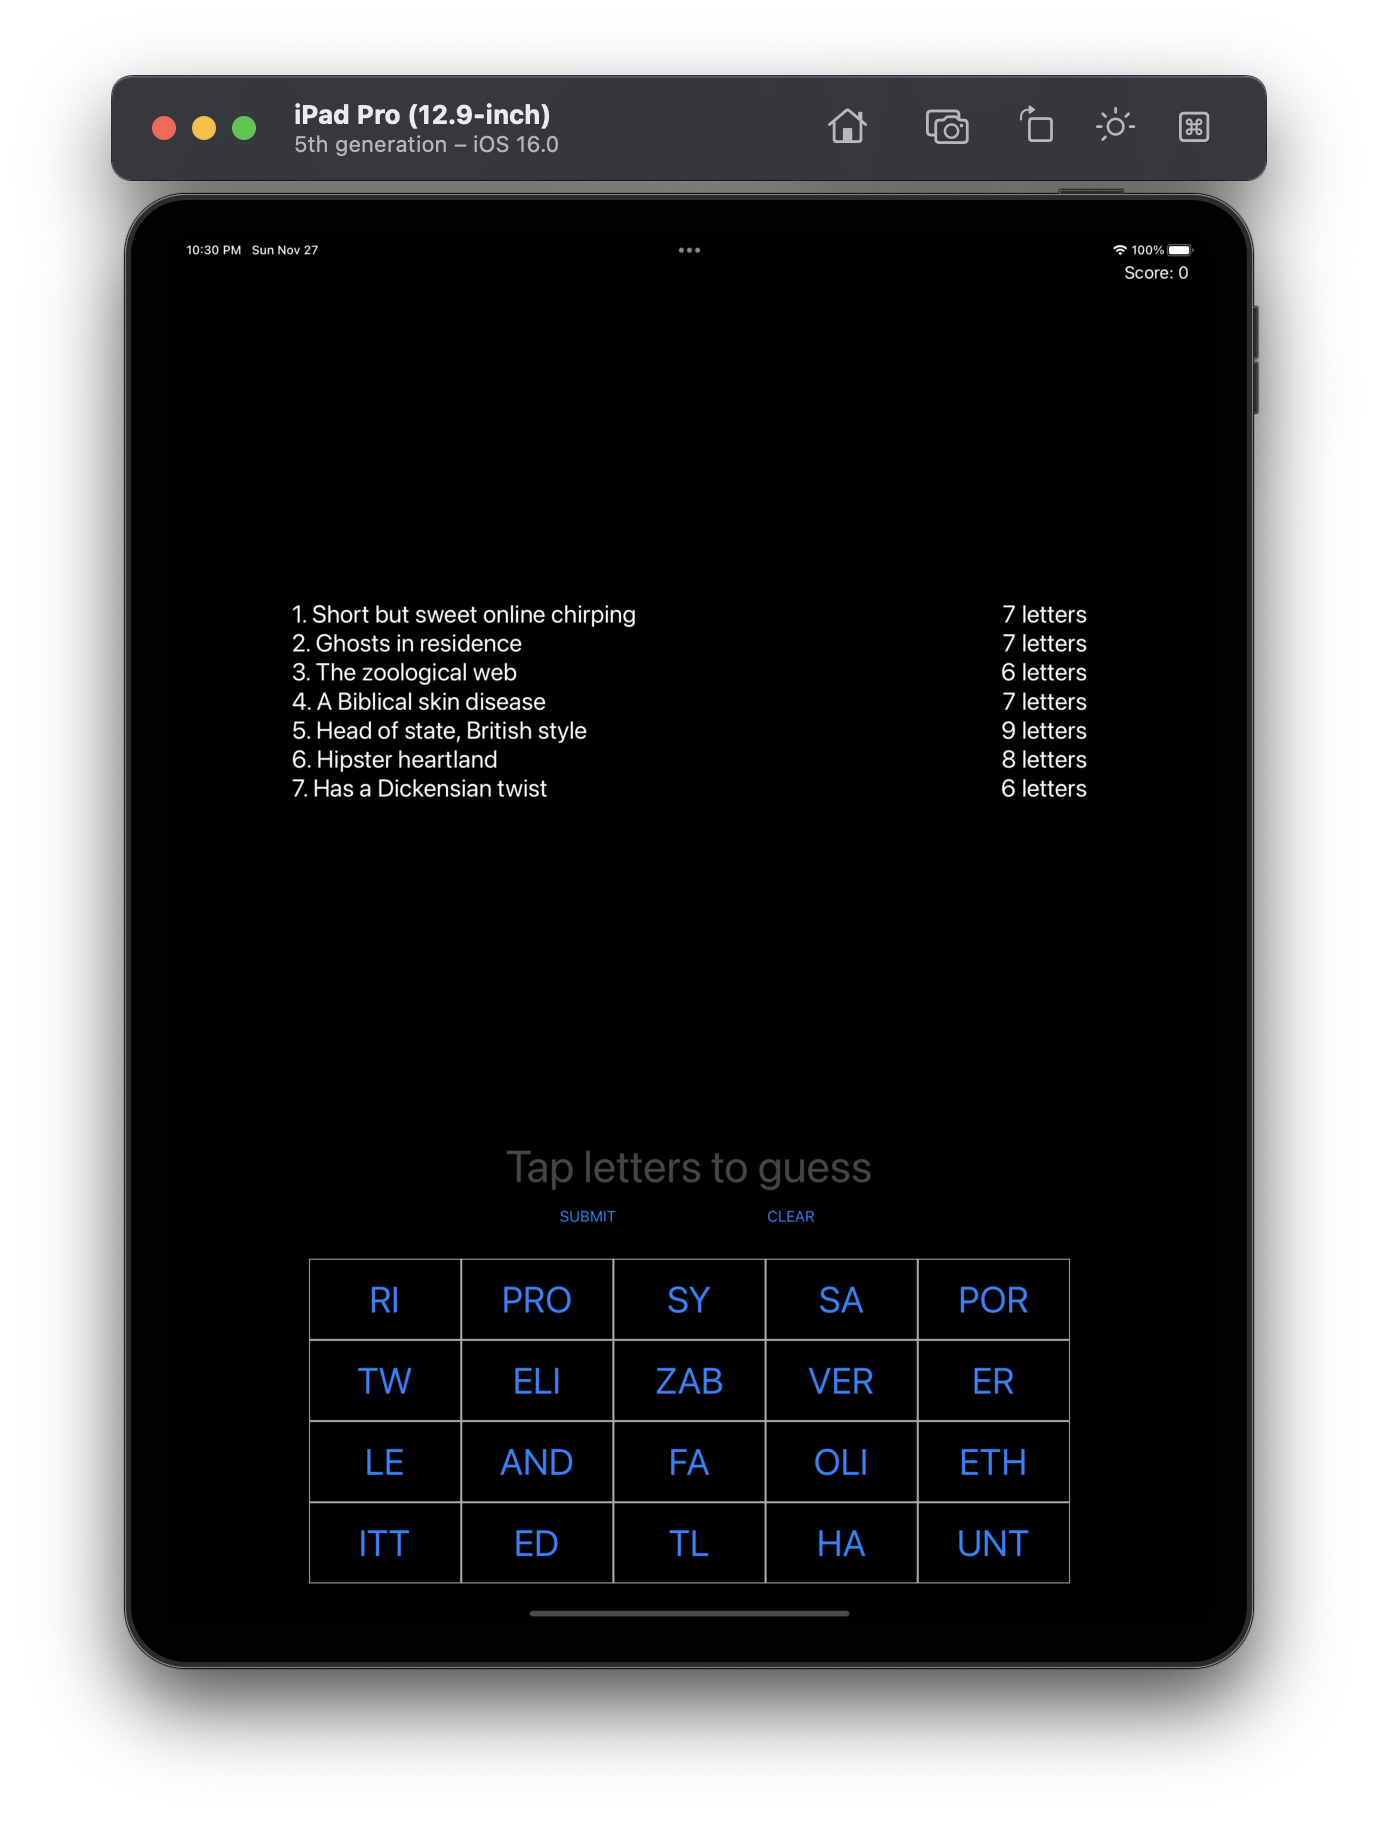 iPad Pro (12.9-inch)
5th generation – iOS 16.0
10:30 PM Sun Nov 27
100%
Score: 0
1. Short but sweet online chirping 7 letters
2. Ghosts in residence 7 letters
3. The zoological web 6 letters
4. A Biblical skin disease 7 letters
5. Head of state, British style 9 letters
6. Hipster heartland 8 letters
7. Has a Dickensian twist 6 letters
Tap letters to guess
SUBMIT CLEAR
RI PRO SY SA POR
TW ELI ZAB VER ER
LE AND FA OLI ETH
ITT ED TL HA UNT